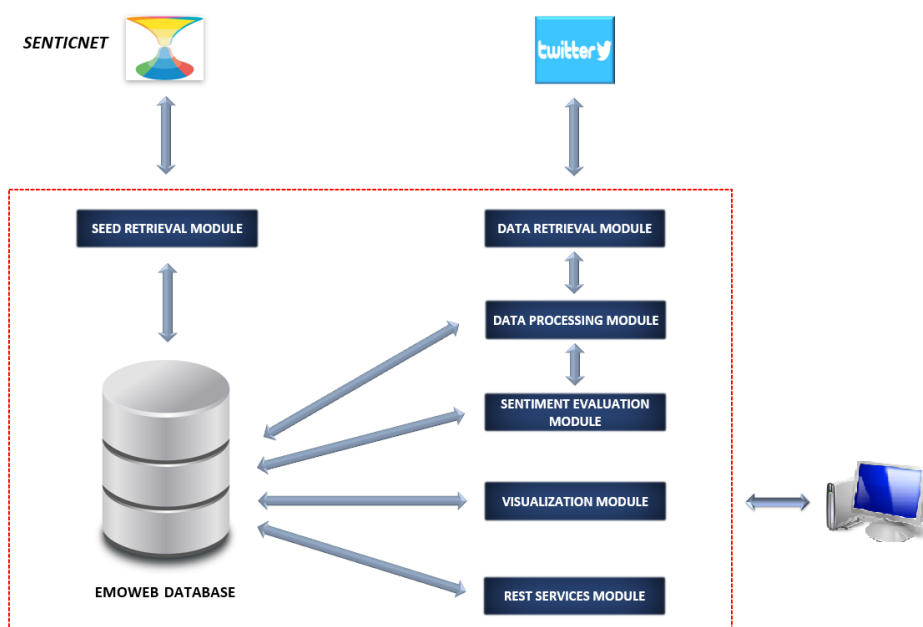 SENTICNET
twitter
SEED RETRIEVAL MODULE
DATA RETRIEVAL MODULE
DATA PROCESSING MODULE
SENTIMENT EVALUATION
MODULE
VISUALIZATION MODULE
REST SERVICES MODULE
EMOWEB DATABASE